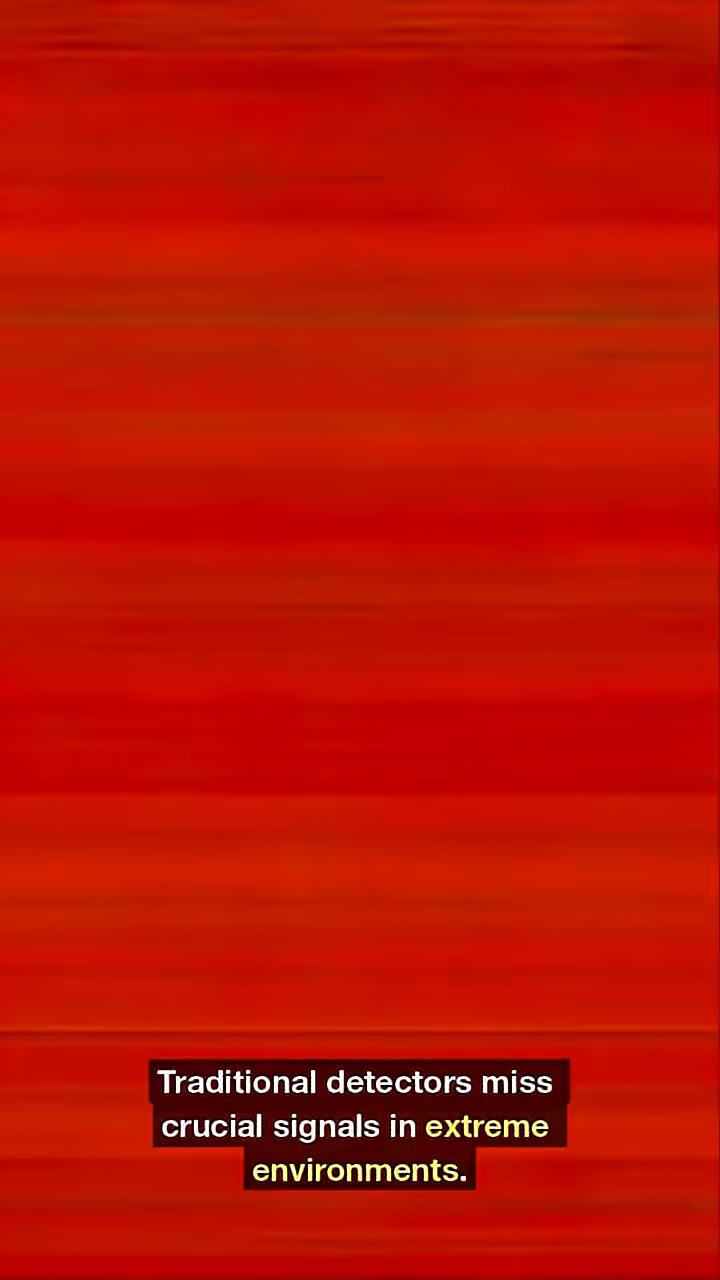 Traditional detectors miss
crucial signals in extreme
environments.